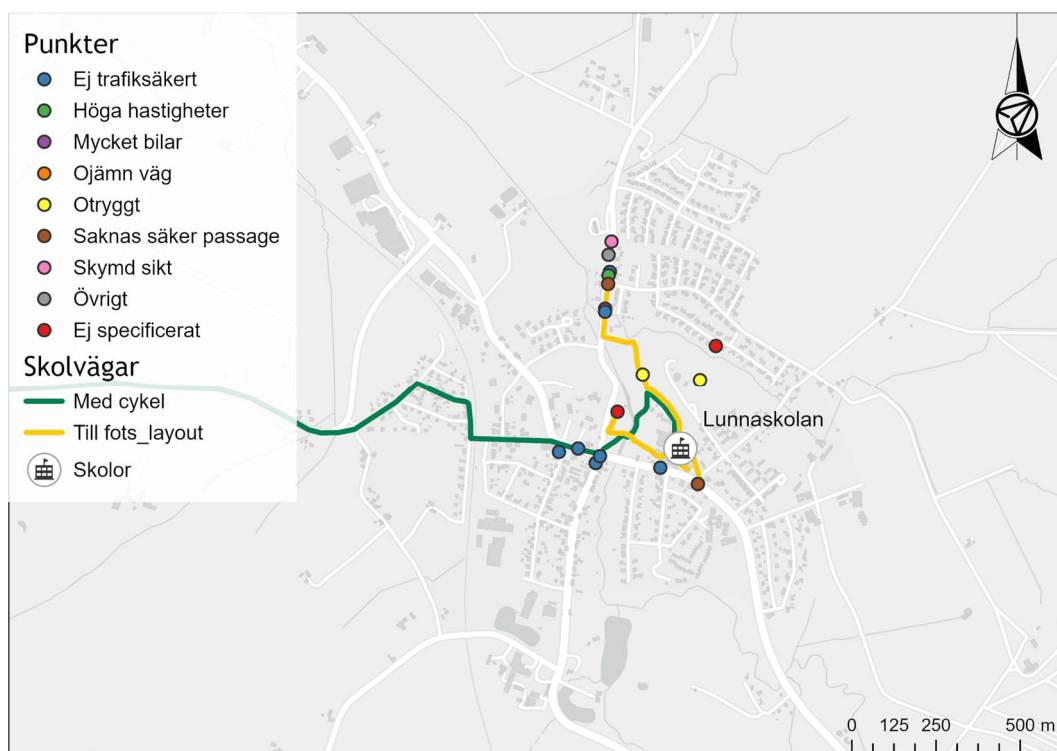 Punkter
Ej trafiksäkert
Höga hastigheter
Mycket bilar
Ojämn väg
Otryggt
Saknas säker passage
Skymd sikt
Övrigt
Ej specificerat
Skolvägar
Med cykel
Till fots_layout
Skolor
Lunnaskolan
0 125 250 500 m